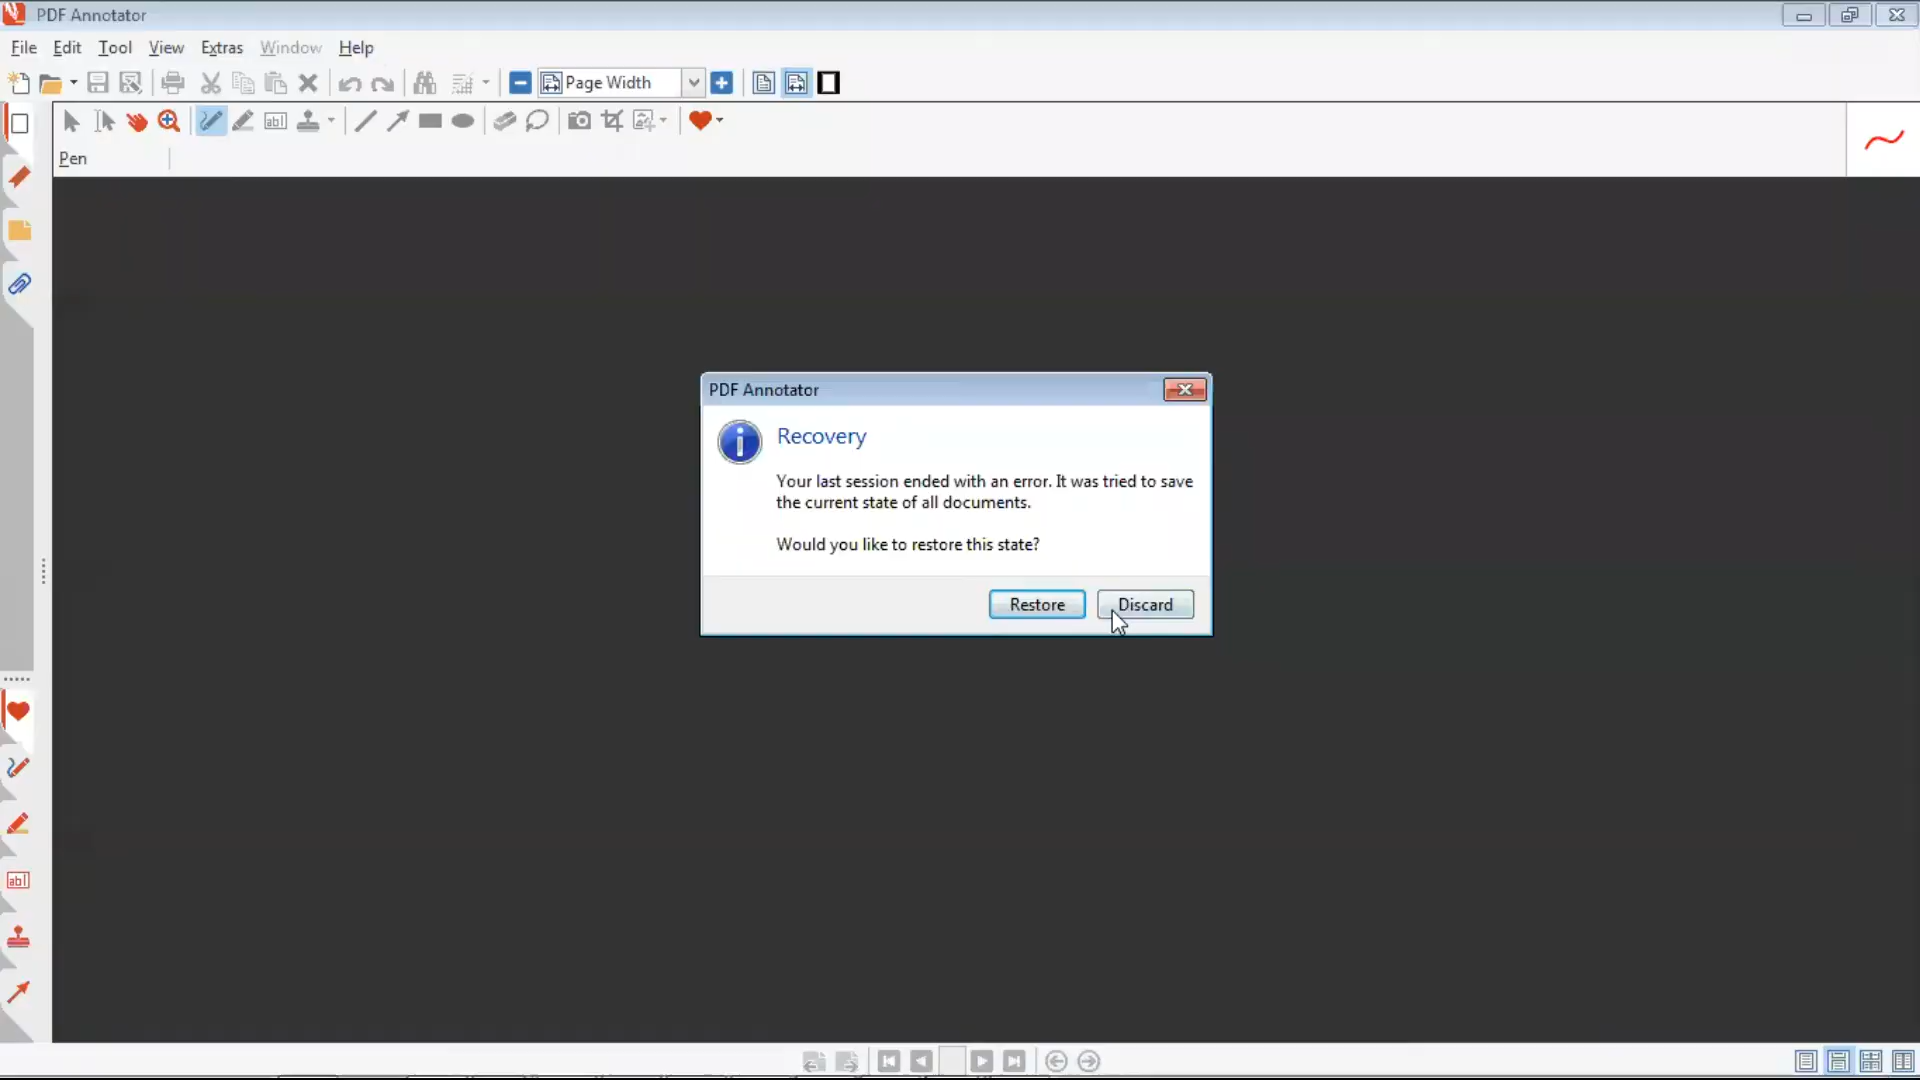 PDF Annotator
File Edit Tool View Extras Window Help
Page Width
abI
Pen
PDF Annotator
Recovery
Your last session ended with an error. It was tried to save
the current state of all documents.
Would you like to restore this state?
Restore Discard
abI